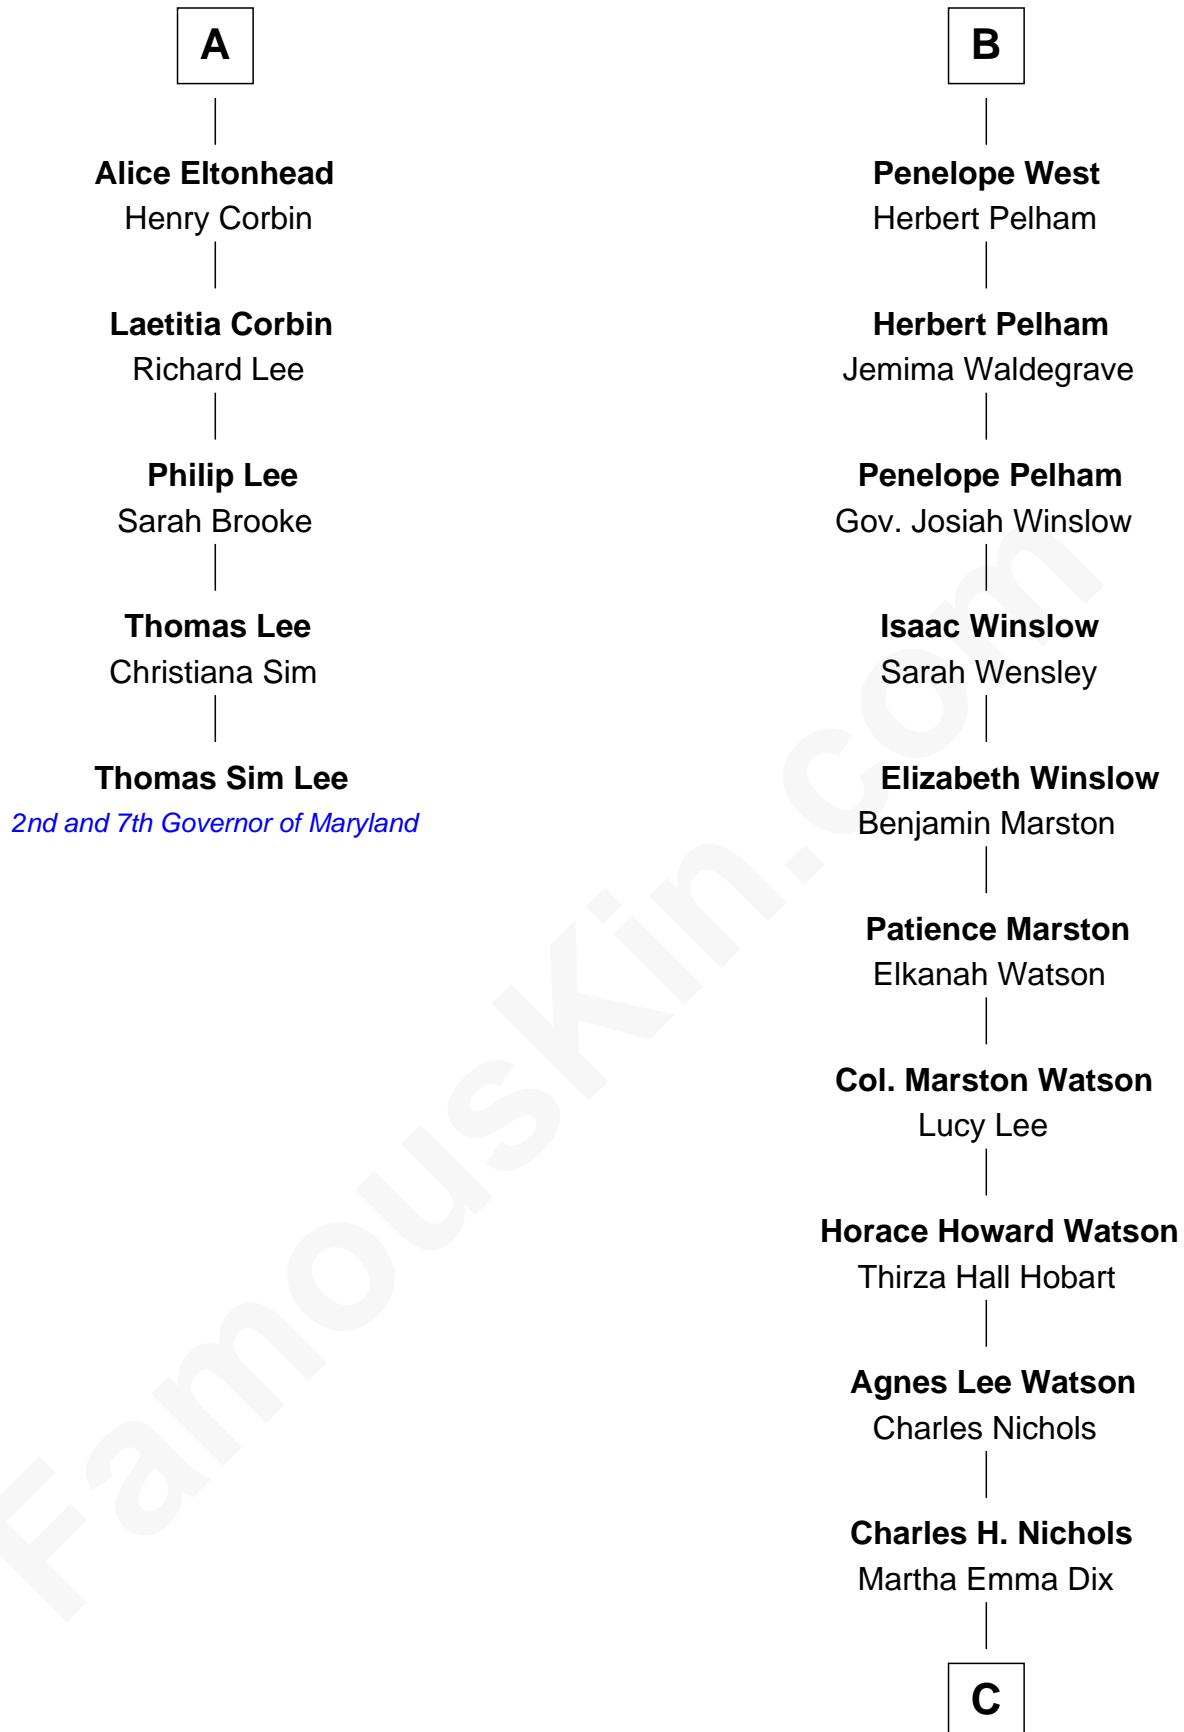 A
Alice Eltonhead
Henry Corbin
Laetitia Corbin
Richard Lee
Philip Lee
Sarah Brooke
Thomas Lee
Christiana Sim
Thomas Sim Lee
2nd and 7th Governor of Maryland
B
Penelope West
Herbert Pelham
Herbert Pelham
Jemima Waldegrave
Penelope Pelham
Gov. Josiah Winslow
Isaac Winslow
Sarah Wensley
Elizabeth Winslow
Benjamin Marston
Patience Marston
Elkanah Watson
Col. Marston Watson
Lucy Lee
Horace Howard Watson
Thirza Hall Hobart
Agnes Lee Watson
Charles Nichols
Charles H. Nichols
Martha Emma Dix
C
FamousKin.com